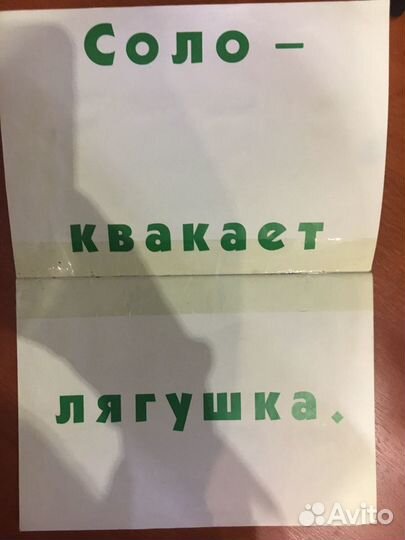 Соло –
квакает
лягушка.
Avito